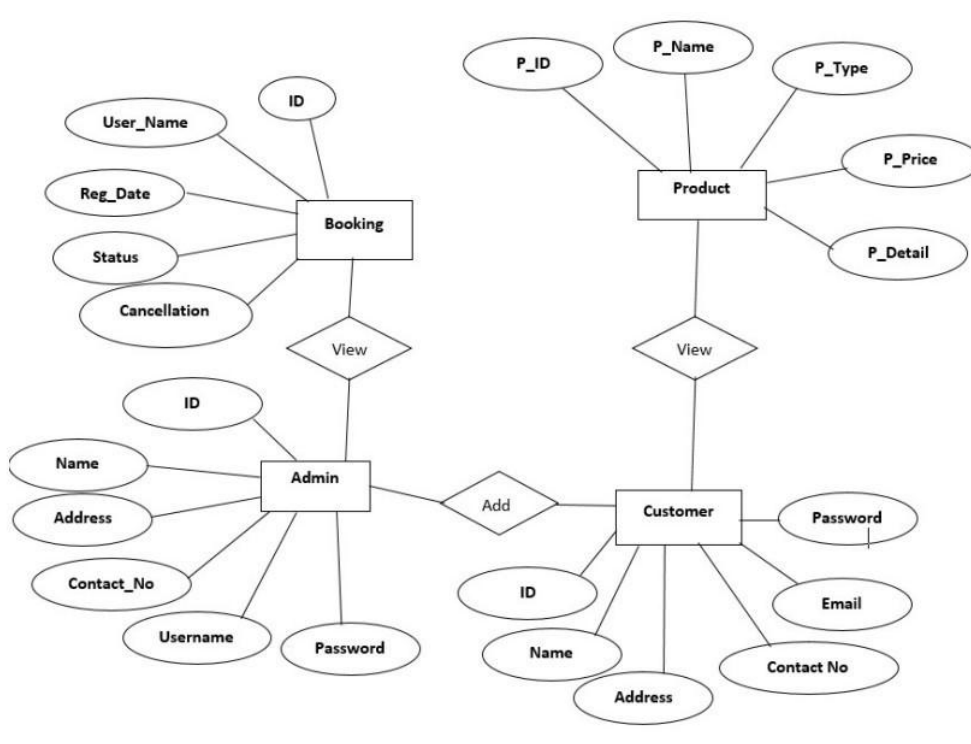 P_Name
P_ID
P_Type
ID
User_Name
P_Price
Product
Reg_Date
Booking
P_Detail
Status
Cancellation
View
View
ID
Name
Admin
Add
Customer
Password
Address
Contact_No
ID
Email
Username
Password
Name
Contact No
Address